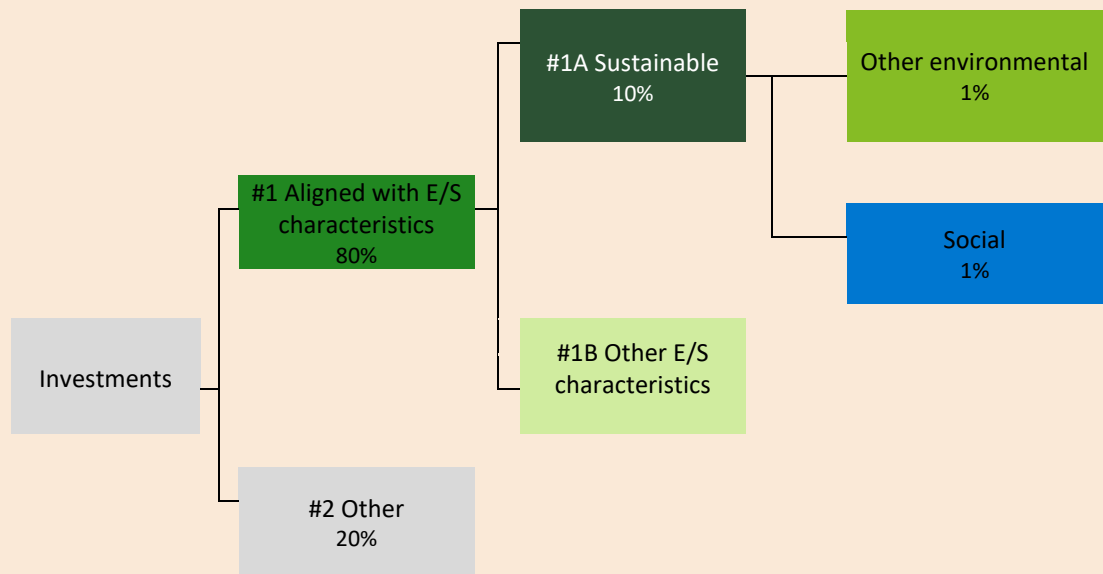 #1A Sustainable
10%
Other environmental
1%
#1 Aligned with E/S
characteristics
80%
Social
1%
Investments
#1B Other E/S
characteristics
#2 Other
20%